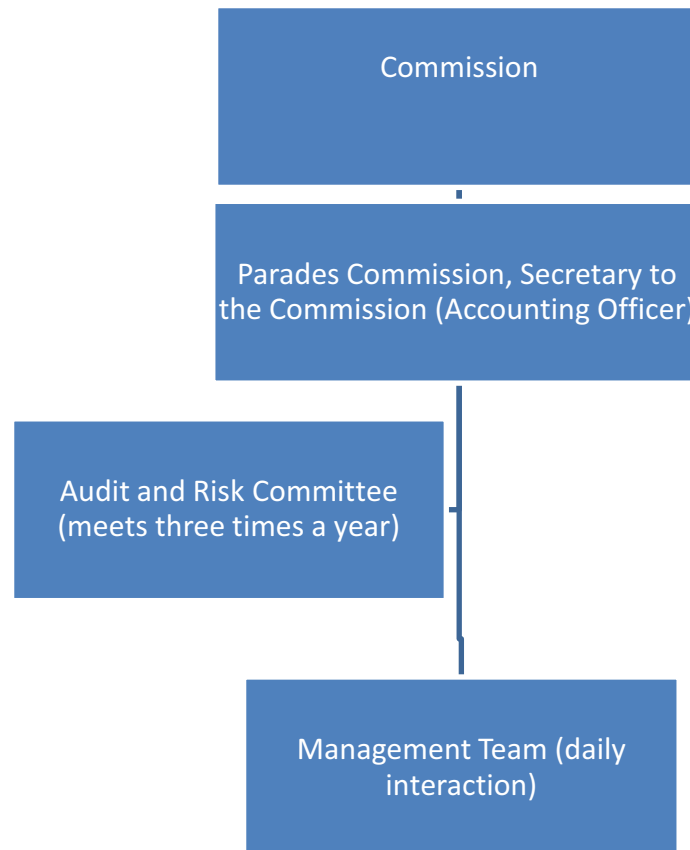 Commission
Parades Commission, Secretary to
the Commission (Accounting Officer)
Audit and Risk Committee
(meets three times a year)
Management Team (daily
interaction)